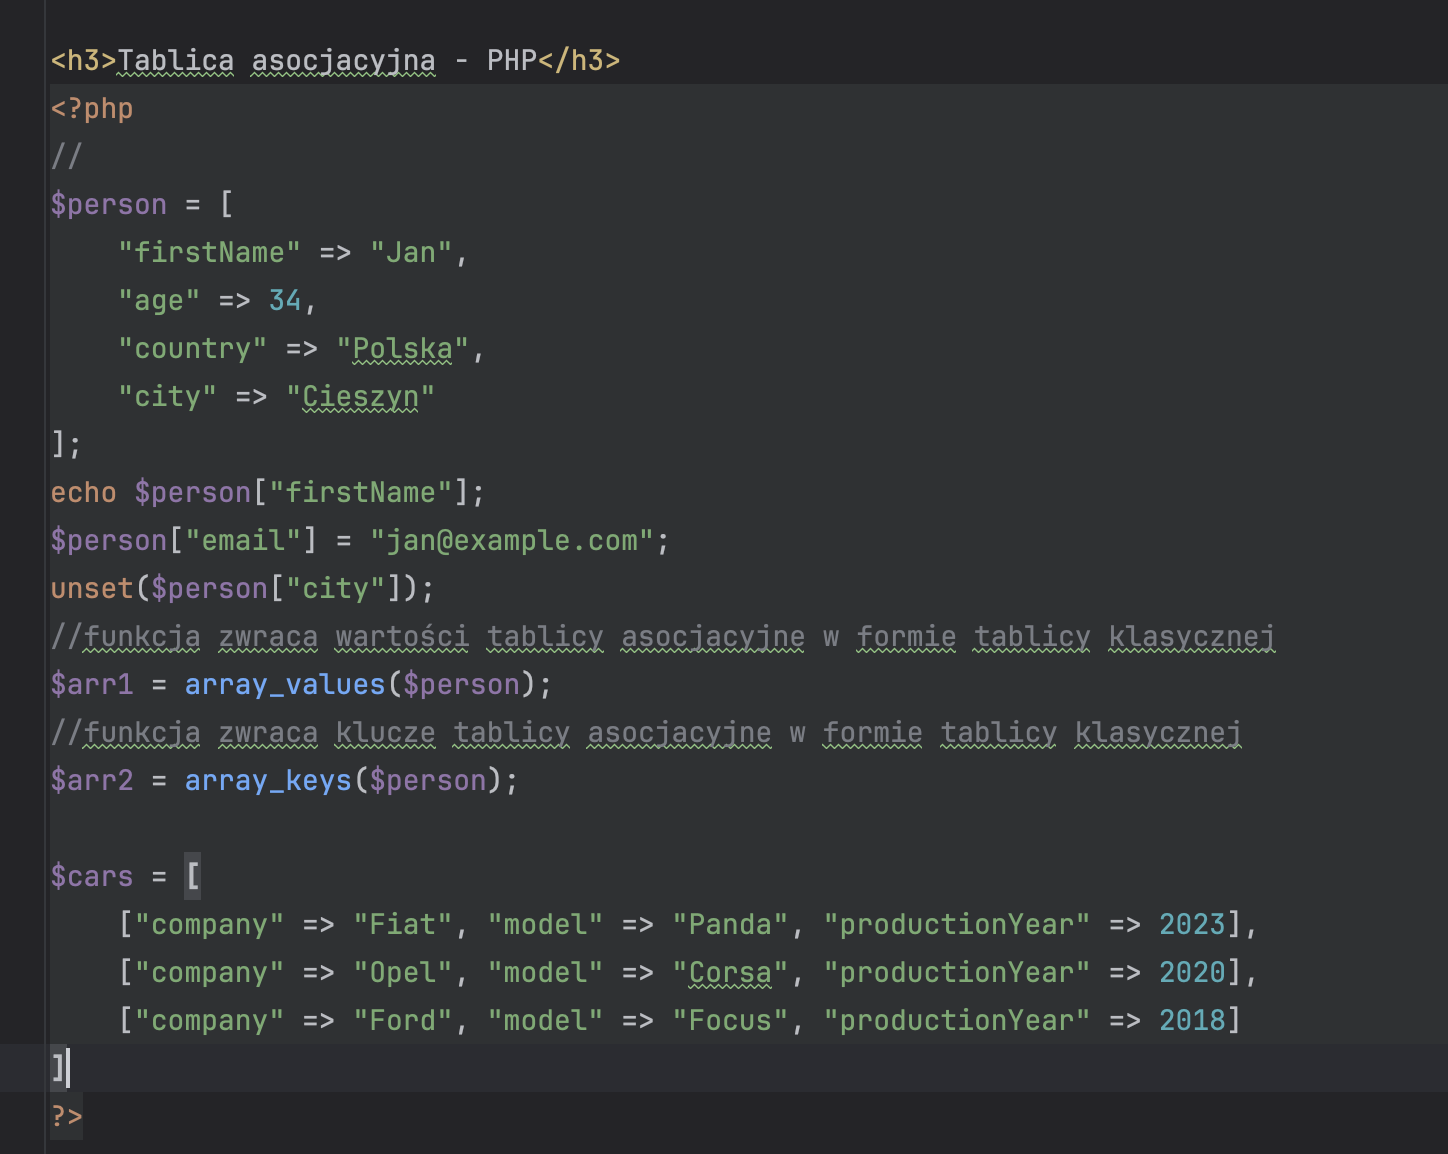 <h3>Tablica asocjacyjna - PHP</h3>
<?php
//
$person = [
    "firstName" => "Jan",
    "age" => 34,
    "country" => "Polska",
    "city" => "Cieszyn"
];
echo $person["firstName"];
$person["email"] = "jan@example.com";
unset($person["city"]);
//funkcja zwraca wartości tablicy asocjacyjne w formie tablicy klasycznej
$arr1 = array_values($person);
//funkcja zwraca klucze tablicy asocjacyjne w formie tablicy klasycznej
$arr2 = array_keys($person);

$cars = [
    ["company" => "Fiat", "model" => "Panda", "productionYear" => 2023],
    ["company" => "Opel", "model" => "Corsa", "productionYear" => 2020],
    ["company" => "Ford", "model" => "Focus", "productionYear" => 2018]
]
?>